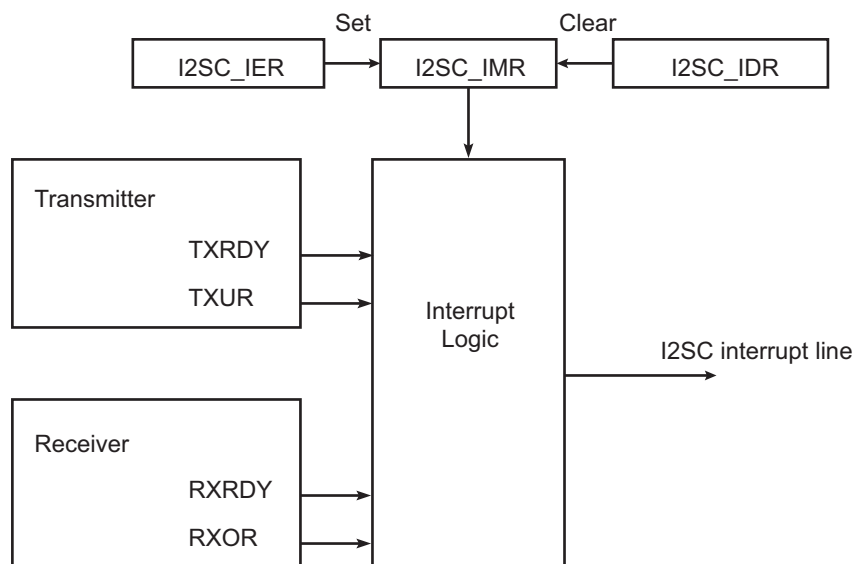 Set
Clear
I2SC_IER
I2SC_IMR
I2SC_IDR
Transmitter
TXRDY
TXUR
Interrupt
Logic
I2SC interrupt line
Receiver
RXRDY
RXOR